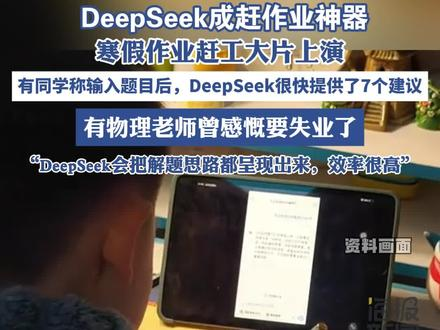 DeepSeek成赶作业神器
寒假作业赶工大片上演
有同学称输入题目后，DeepSeek很快提供了7个建议
有物理老师曾感慨要失业了
“DeepSeek会把解题思路都呈现出来，效率很高”
资料画面